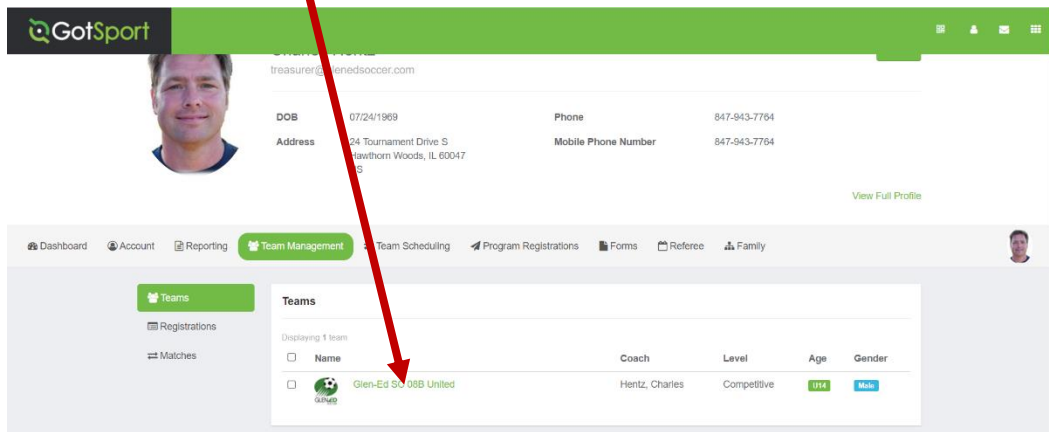 GotSport
treasurer@ enedsoccer.com
DOB 07/24/1969 Phone 847-943-7764
Address 24 Tournament Drive S Mobile Phone Number 847-943-7764
Hawthorn Woods, IL 60047
View Full Profile
Dashboard Account Reporting Team Management Team Scheduling Program Registrations Forms Referee Family
Teams Teams
Registrations
Displaying 1 team
Matches
Name Coach Level Age Gender
Glen-Ed SC 08B United Hentz, Charles Competitive U14 Male